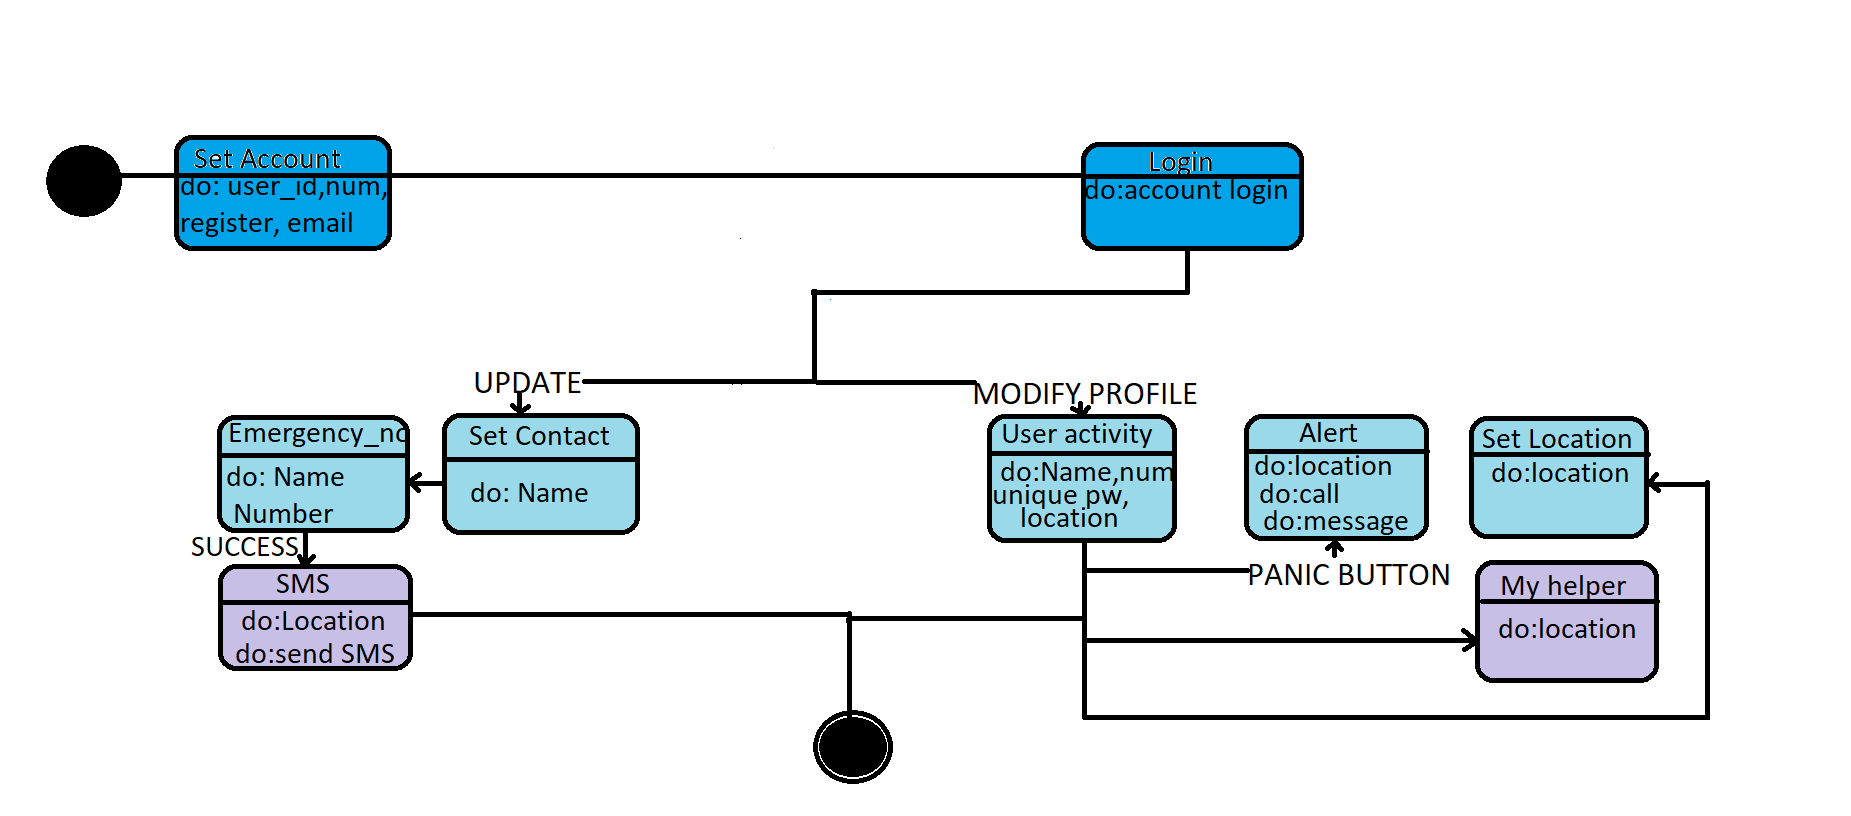 Set Account
do: user_id,num,
register, email
Login
do:account login
UPDATE
MODIFY PROFILE
Emergency_no
do: Name
Number
Set Contact
do: Name
User activity
do:Name,num
unique pw,
location
Alert
do:location
do:call
do:message
Set Location
do:location
SUCCESS
SMS
do:Location
do:send SMS
PANIC BUTTON
My helper
do:location